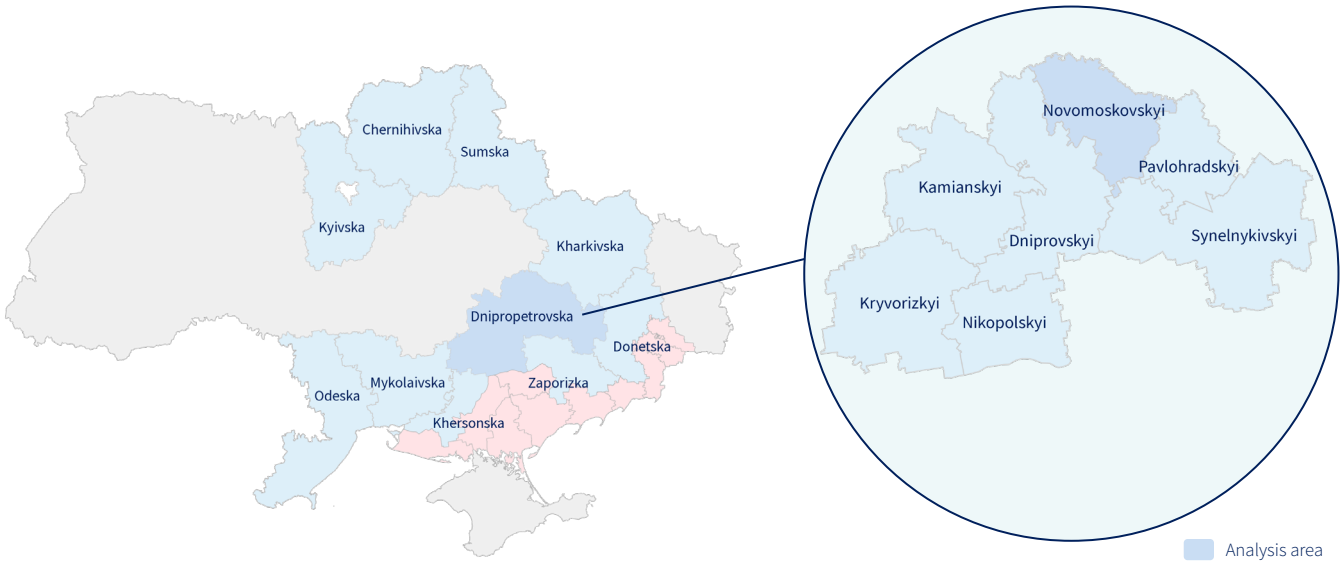 Chernihivska
Sumska
Kyivska
Kharkivska
Dnipropetrovska
Donetska
Zaporizka
Mykolaivska
Odeska
Khersonska
Novomoskovskyi
Pavlohradskyi
Kamianskyi
Synelnykivskyi
Dniprovskyi
Kryvorizkyi
Nikopolskyi
Analysis area